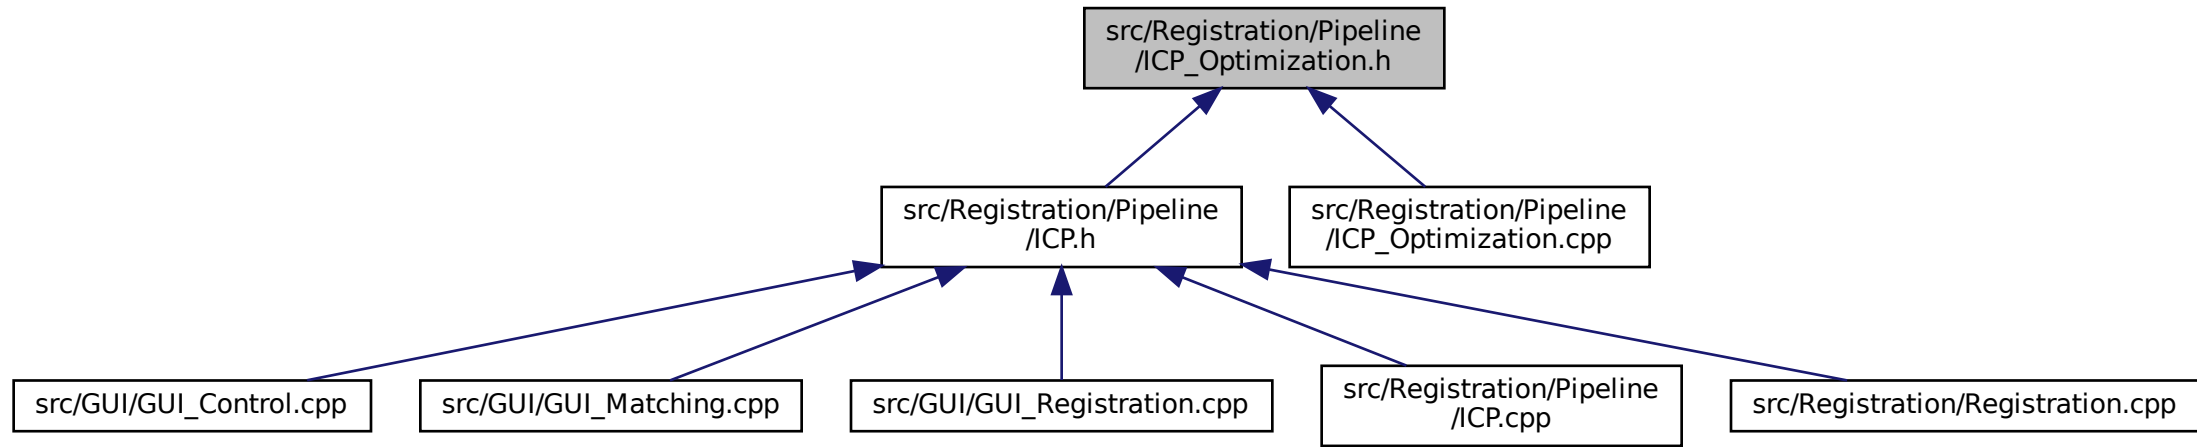 src/Registration/Pipeline
/ICP_Optimization.h
src/Registration/Pipeline
/ICP.h
src/Registration/Pipeline
/ICP_Optimization.cpp
src/GUI/GUI_Control.cpp
src/GUI/GUI_Matching.cpp
src/GUI/GUI_Registration.cpp
src/Registration/Pipeline
/ICP.cpp
src/Registration/Registration.cpp